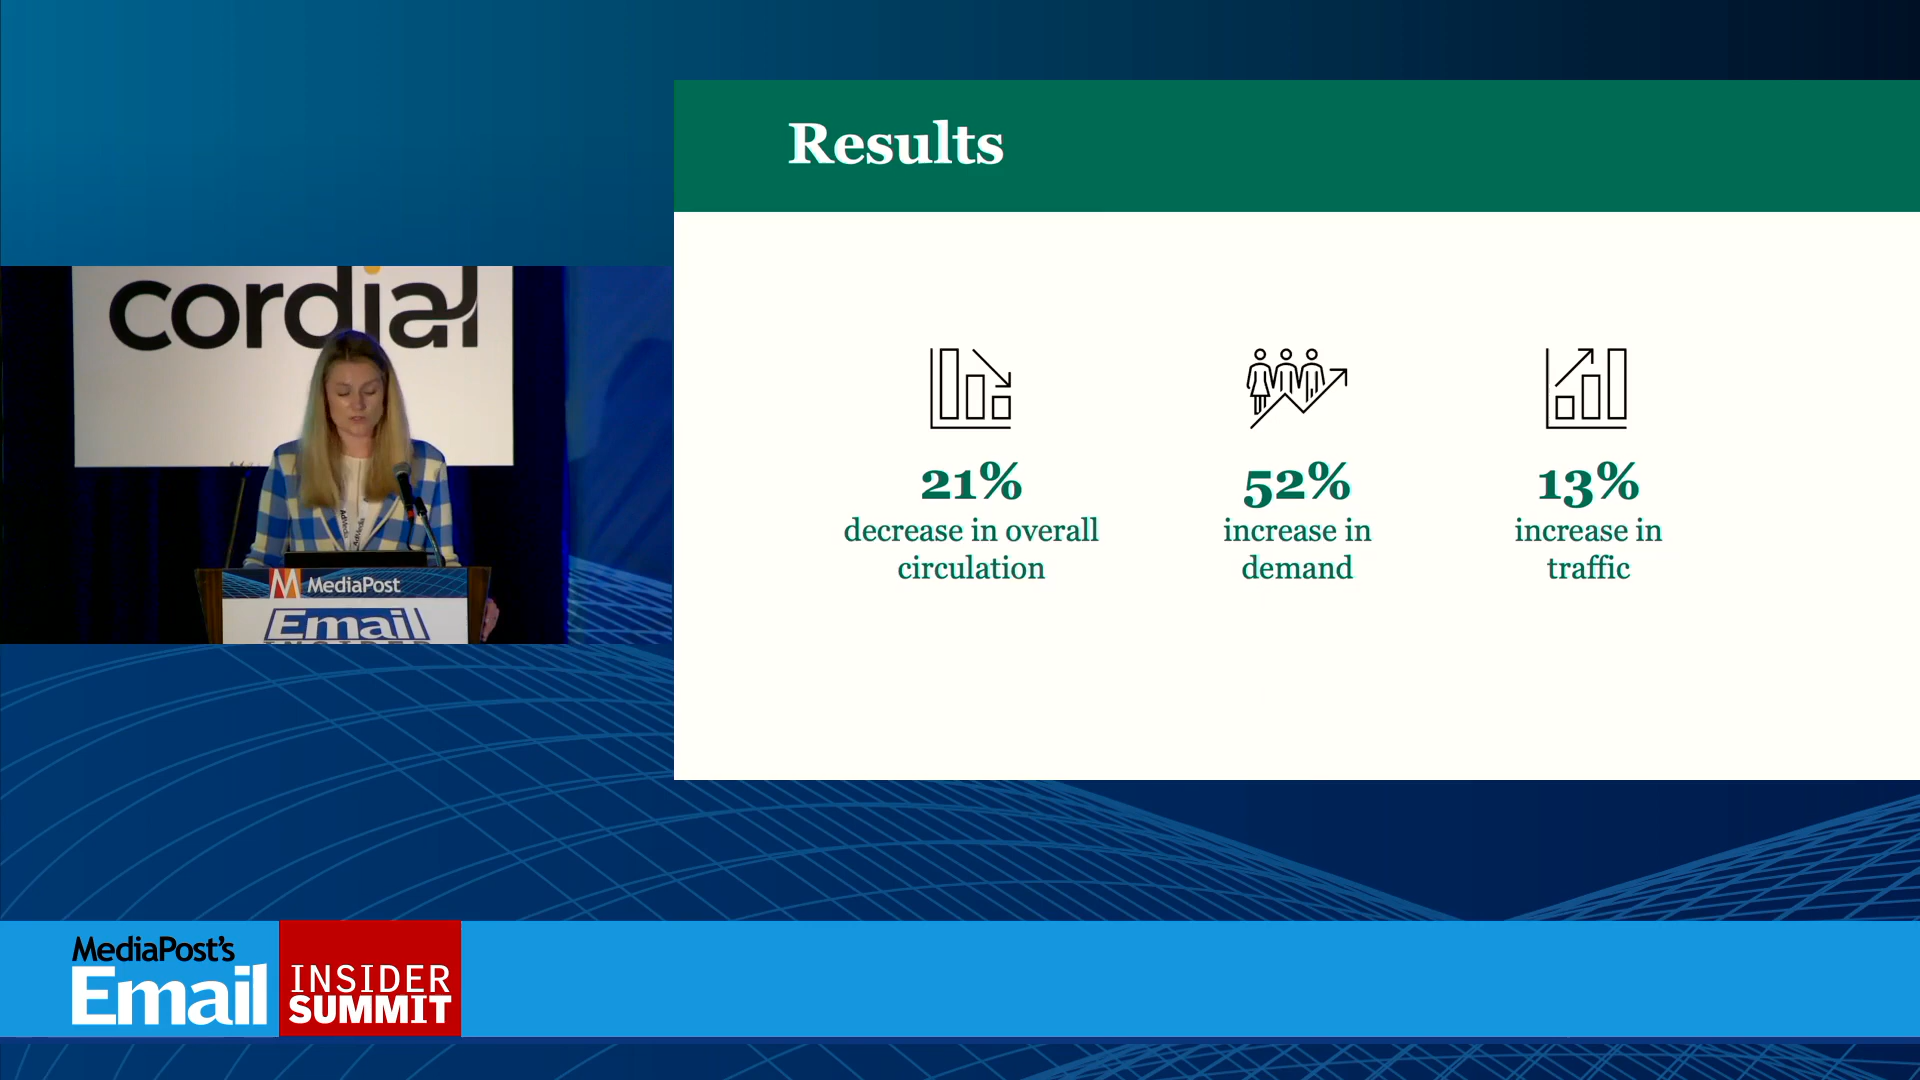 Results
cordial
21%
decrease in overall
circulation
52%
increase in
demand
13%
increase in
traffic
MediaPost
Email
INSIDER
MediaPost's
Email
INSIDER
SUMMIT